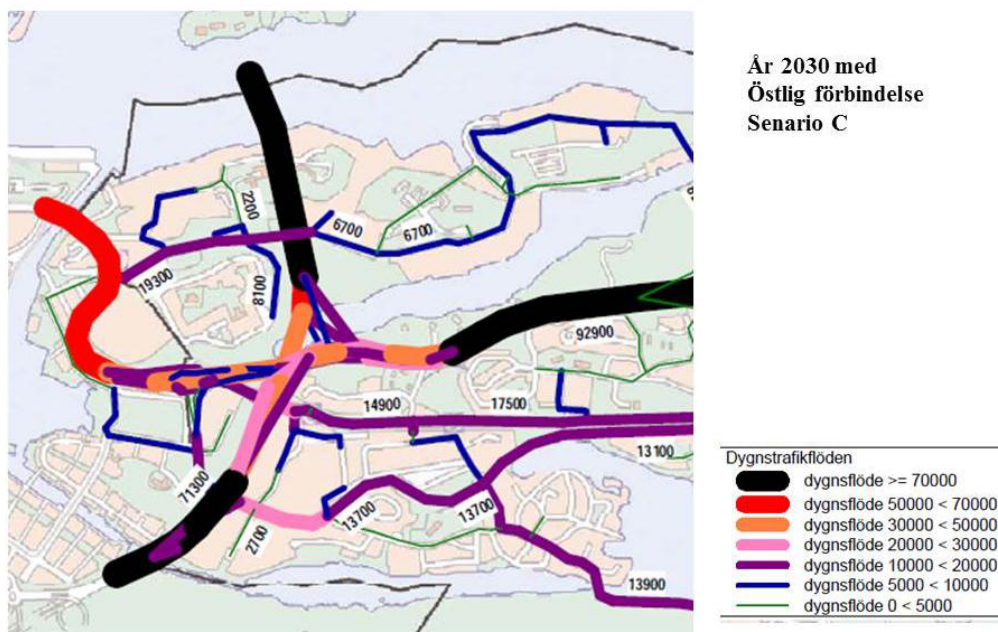 År 2030 med
Östlig förbindelse
Senario C
2200
6700
6700
19300
8100
92900
14900
17500
13100
71300
13700
13700
2700
13900
Dygnstrafikflöden
dygnsflöde >= 70000
dygnsflöde 50000 < 70000
dygnsflöde 30000 < 50000
dygnsflöde 20000 < 30000
dygnsflöde 10000 < 20000
dygnsflöde 5000 < 10000
dygnsflöde 0 < 5000